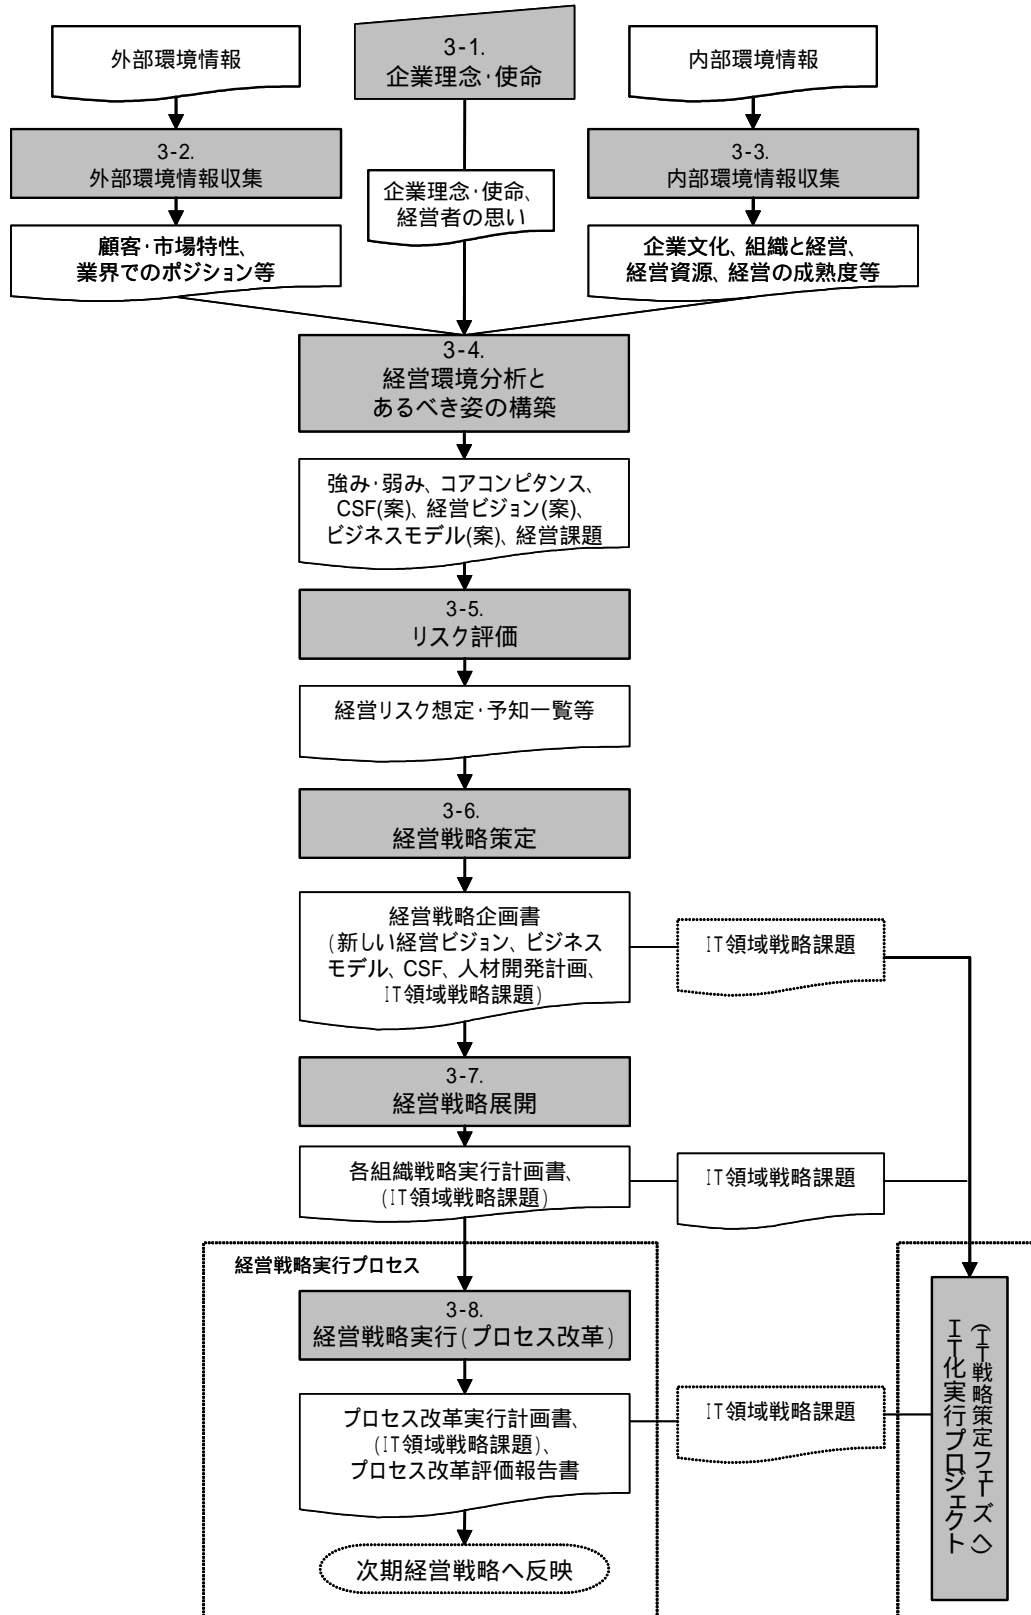 外部環境情報
3-1.
企業理念・使命
内部環境情報
3-2.
外部環境情報収集
企業理念・使命、
経営者の思い
3-3.
内部環境情報収集
顧客・市場特性、
業界でのポジション等
企業文化、組織と経営、
経営資源、経営の成熟度等
3-4.
経営環境分析と
あるべき姿の構築
強み・弱み、コアコンピタンス、
CSF(案)、経営ビジョン(案)、
ビジネスモデル(案)、経営課題
3-5.
リスク評価
経営リスク想定・予知一覧等
3-6.
経営戦略策定
経営戦略企画書
(新しい経営ビジョン、ビジネス
モデル、CSF、人材開発計画、
IT領域戦略課題)
IT領域戦略課題
3-7.
経営戦略展開
各組織戦略実行計画書、
(IT領域戦略課題)
IT領域戦略課題
経営戦略実行プロセス
3-8.
経営戦略実行(プロセス改革)
プロセス改革実行計画書、
(IT領域戦略課題)、
プロセス改革評価報告書
IT領域戦略課題
次期経営戦略へ反映
(IT戦略策定フェーズへ)
IT化実行プロジェクト